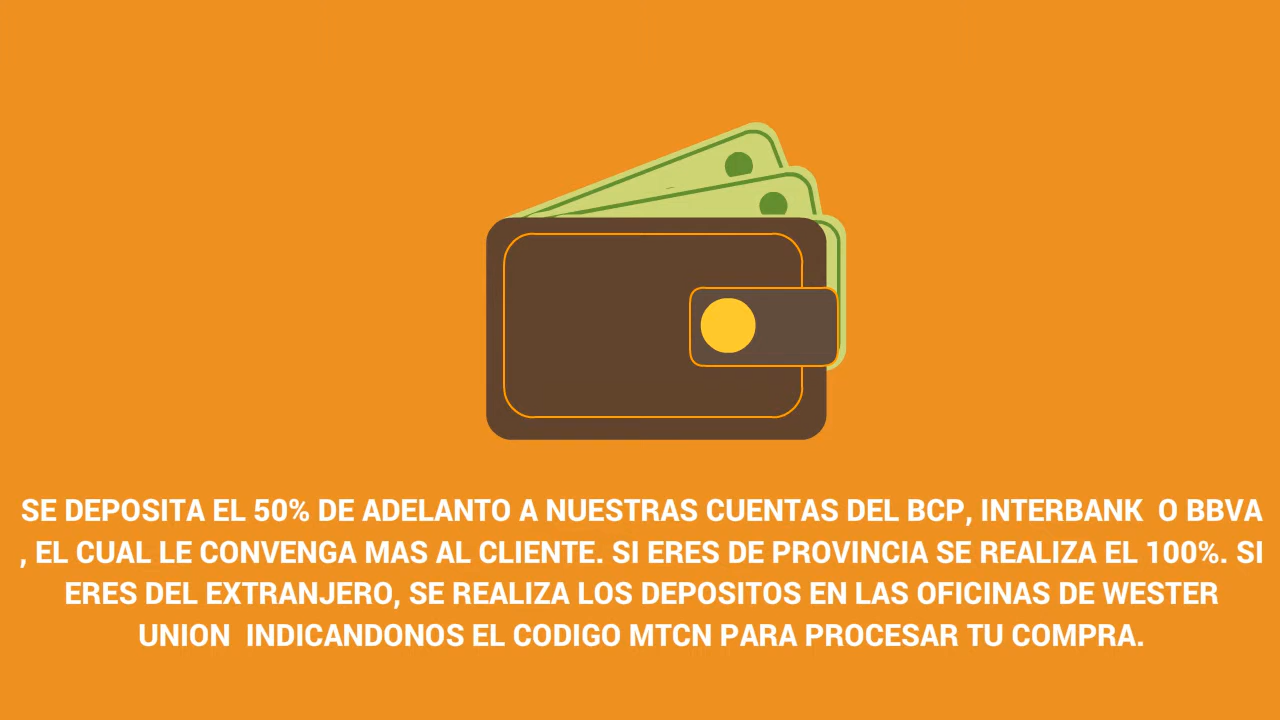 SE DEPOSITA EL 50% DE ADELANTO A NUESTRAS CUENTAS DEL BCP, INTERBANK  O BBVA
, EL CUAL LE CONVENGA MAS AL CLIENTE. SI ERES DE PROVINCIA SE REALIZA EL 100%. SI
ERES DEL EXTRANJERO, SE REALIZA LOS DEPOSITOS EN LAS OFICINAS DE WESTER
UNION  INDICANDONOS EL CODIGO MTCN PARA PROCESAR TU COMPRA.